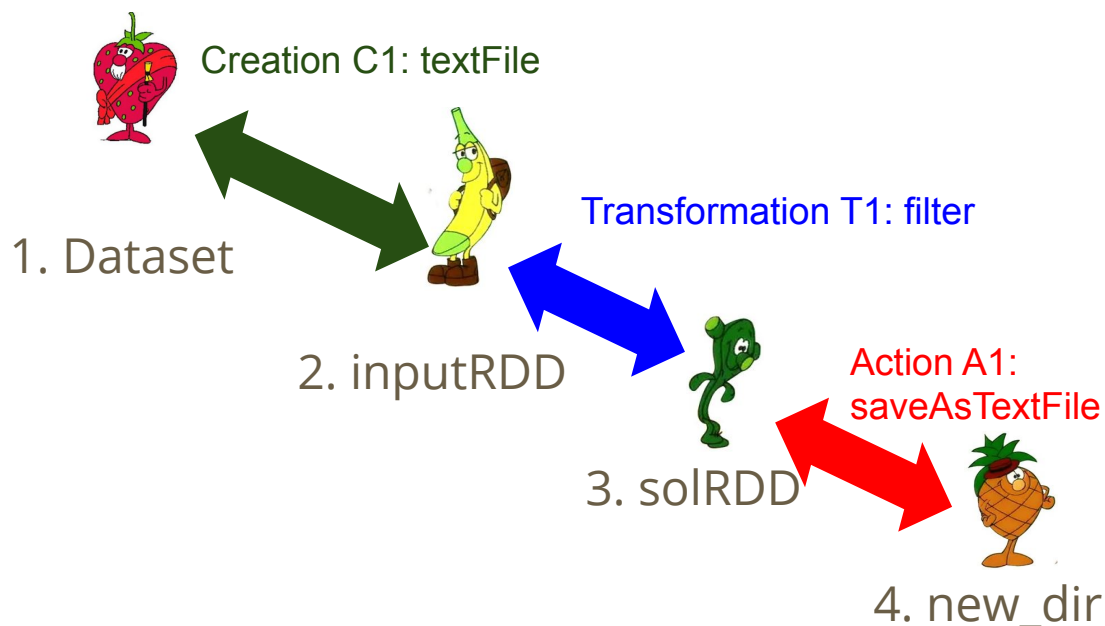 Creation C1: textFile
1. Dataset
Transformation T1: filter
2. inputRDD
Action A1:
saveAsTextFile
3. solRDD
4. new_dir